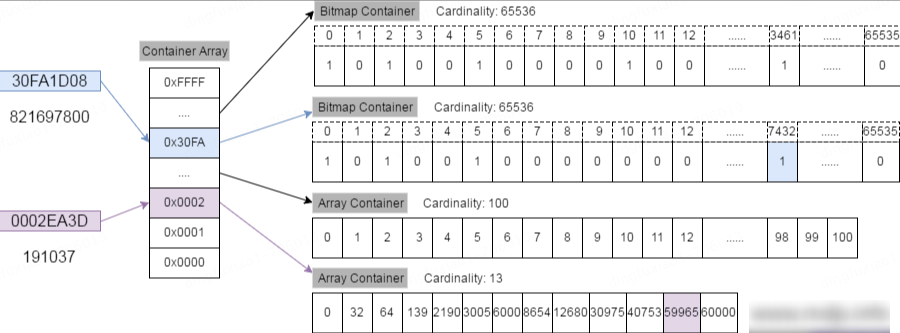 Bitmap Container Cardinality: 65536
0 1 2 3 4 5 6 7 8 9 10 11 12 ...... 3461 ...... 65535
1 0 1 0 0 1 0 0 0 0 1 0 0 ...... 1 ...... 0
Container Array
0xFFFF
....
0x30FA
....
0x0002
0x0001
0x0000
30FA1D08
821697800
0002EA3D
191037
Bitmap Container Cardinality: 65536
0 1 2 3 4 5 6 7 8 9 10 11 12 ...... 7432 ...... 65535
1 0 1 0 0 1 0 0 0 0 0 0 0 ...... 1 ...... 0
Array Container Cardinality: 100
0 1 2 3 4 5 6 7 8 9 10 11 12 ...... 98 99 100
Array Container Cardinality: 13
0 32 64 139 2190 3005 6000 8654 12680 30975 40753 59965 60000